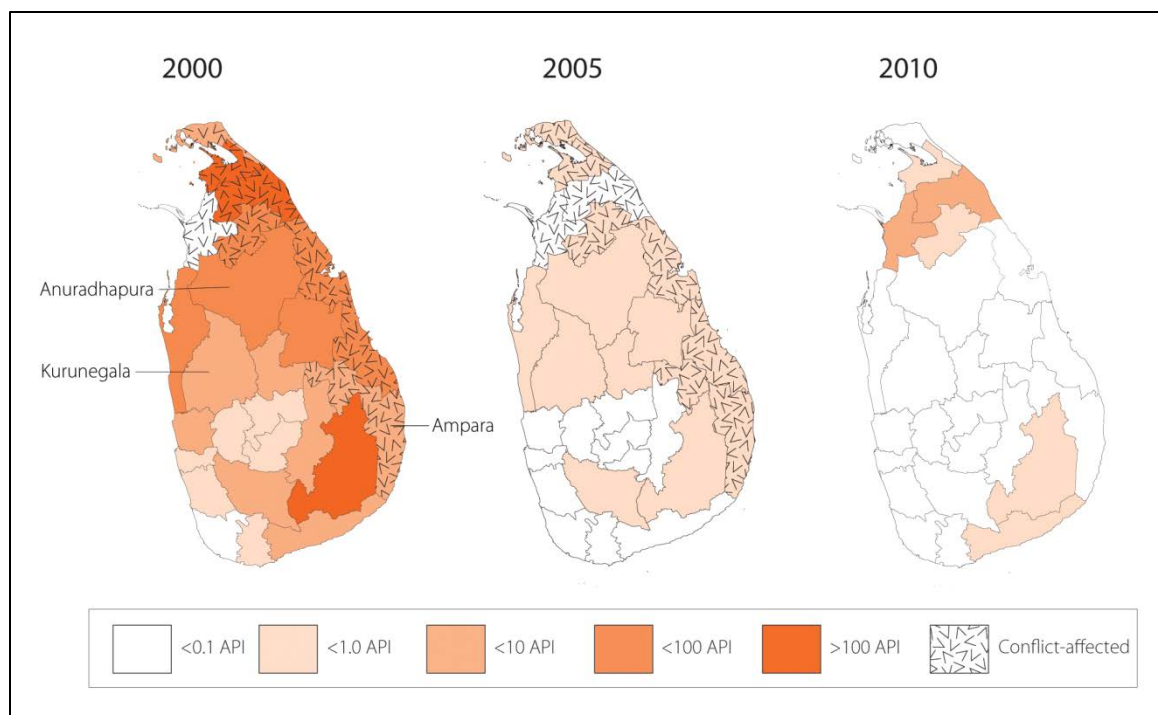 2000 2005 2010
Anuradhapura
Kurunegala
Ampara
<0.1 API <1.0 API <10 API <100 API >100 API Conflict-affected